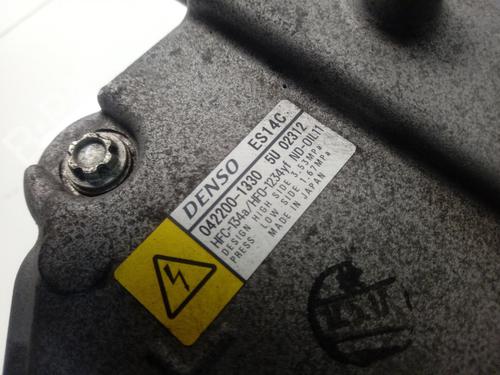 DENSO ES14C
042200-1330 5U 02312
HFC-134a/HFO-1234yf ND-OIL11
DESIGN HIGH SIDE 3.53MPa
PRESS LOW SIDE 1.67MPa
MADE IN JAPAN